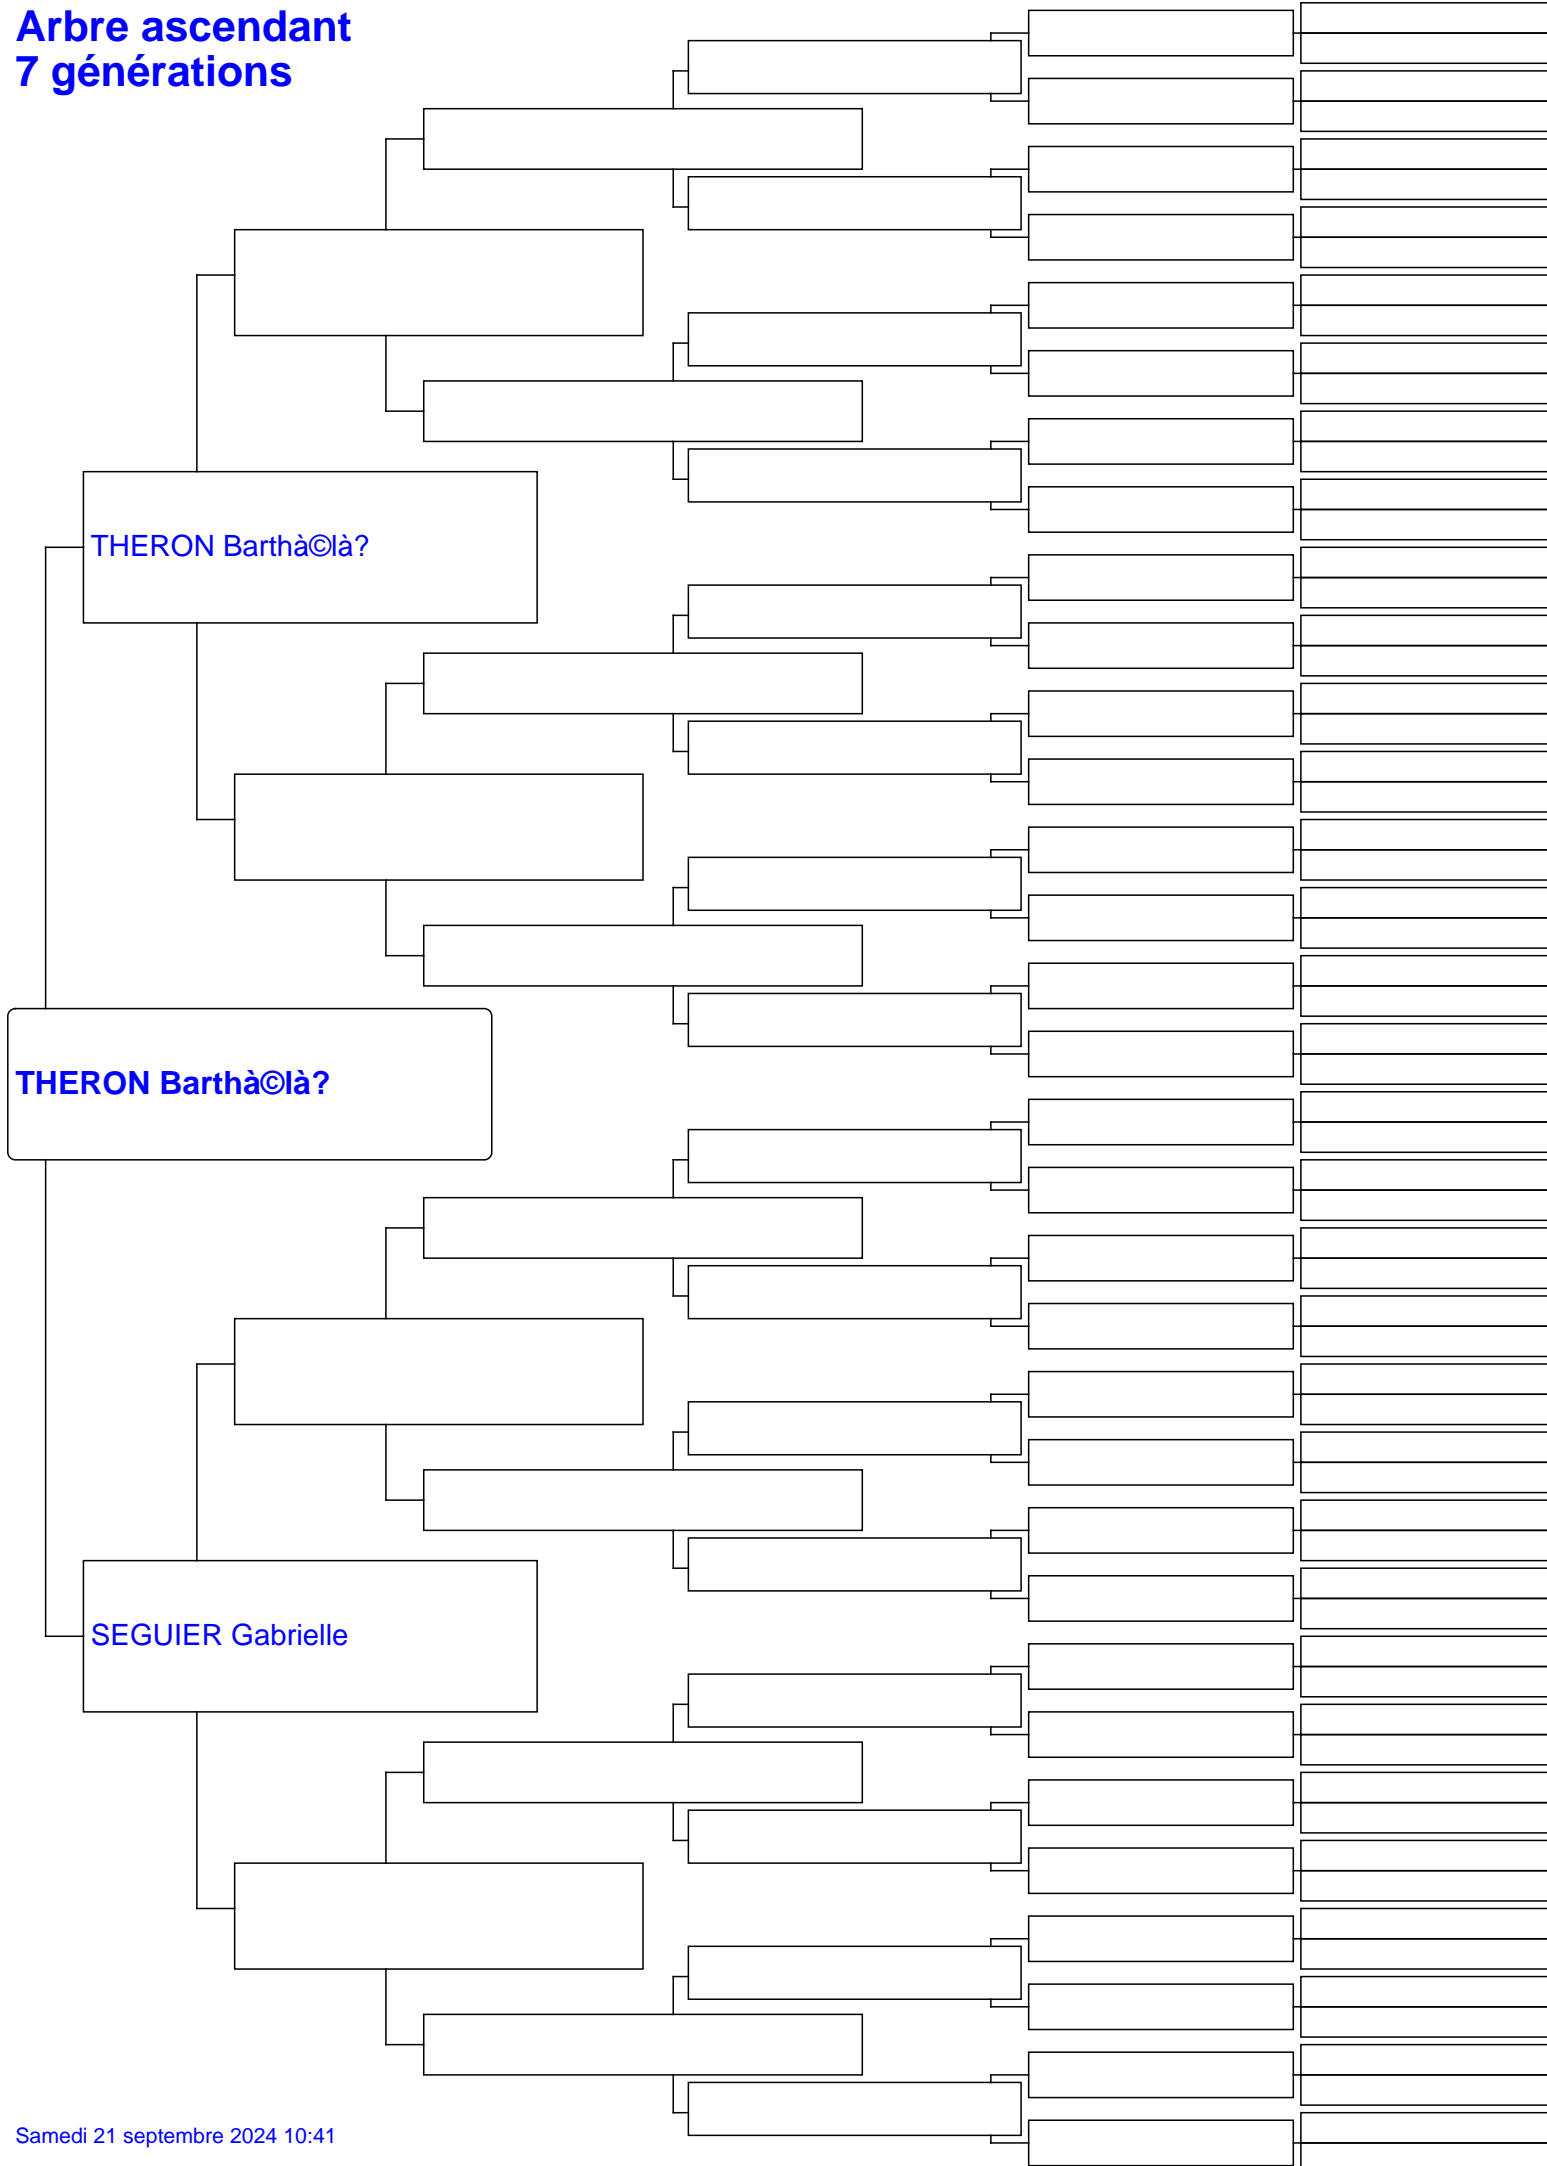 Arbre ascendant
7 générations
THERON Barthà©là?
THERON Barthà©là?
SEGUIER Gabrielle
Samedi 21 septembre 2024 10:41